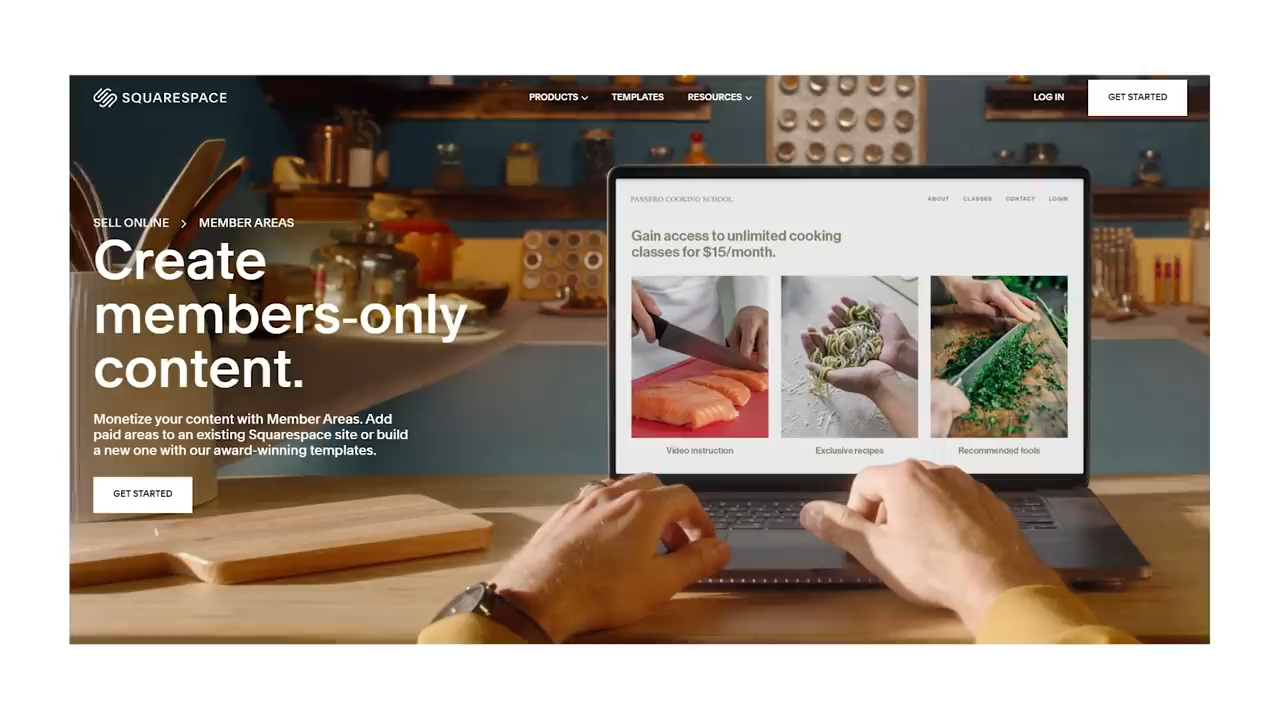 SQUARESPACE
PRODUCTS
TEMPLATES
RESOURCES
LOG IN
GET STARTED
SELL ONLINE > MEMBER AREAS
Create
members-only
content.
Monetize your content with Member Areas. Add
paid areas to an existing Squarespace site or build
a new one with our award-winning templates.
GET STARTED
PASSERO COOKING SCHOOL
ABOUT
CLASSES
CONTACT
LOGIN
Gain access to unlimited cooking
classes for $15/month.
Video instruction
Exclusive recipes
Recommended tools